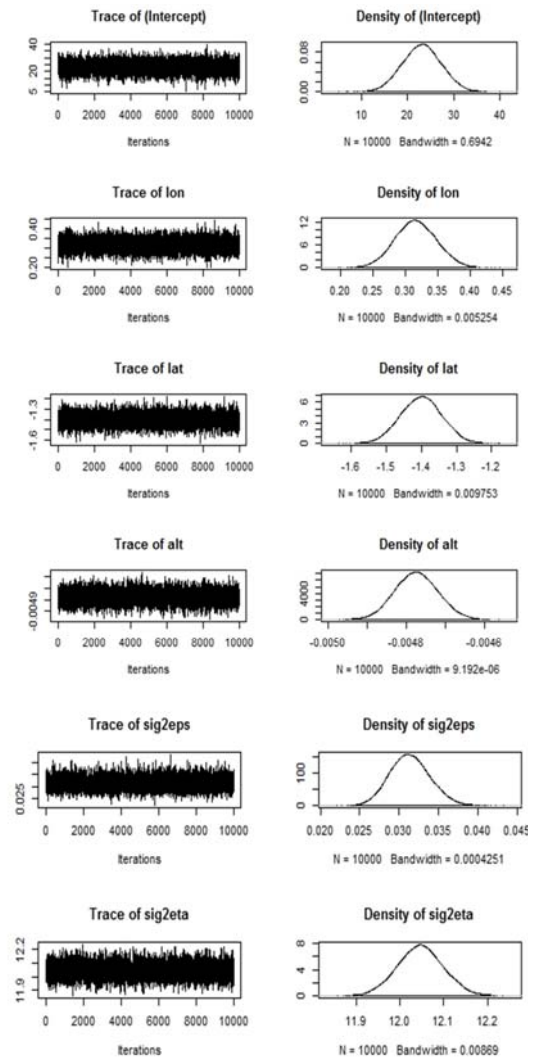 Trace of (Intercept)
Density of (Intercept)
5 20 40
0 2000 4000 6000 8000 10000
Iterations
0.00 0.08
10 20 30 40
N = 10000 Bandwidth = 0.6942
Trace of lon
Density of lon
0.20 0.40
0 2000 4000 6000 8000 10000
Iterations
0 6 12
0.20 0.25 0.30 0.35 0.40 0.45
N = 10000 Bandwidth = 0.005254
Trace of lat
Density of lat
-1.6 -1.3
0 2000 4000 6000 8000 10000
Iterations
0 3 6
-1.6 -1.5 -1.4 -1.3 -1.2
N = 10000 Bandwidth = 0.009753
Trace of alt
Density of alt
-0.0049
0 2000 4000 6000 8000 10000
Iterations
0 4000
-0.0050 -0.0048 -0.0046
N = 10000 Bandwidth = 9.192e-06
Trace of sig2eps
Density of sig2eps
0.025
0 2000 4000 6000 8000 10000
Iterations
0 100
0.020 0.025 0.030 0.035 0.040 0.045
N = 10000 Bandwidth = 0.0004251
Trace of sig2eta
Density of sig2eta
11.9 12.2
0 2000 4000 6000 8000 10000
Iterations
0 4 8
11.9 12.0 12.1 12.2
N = 10000 Bandwidth = 0.00869